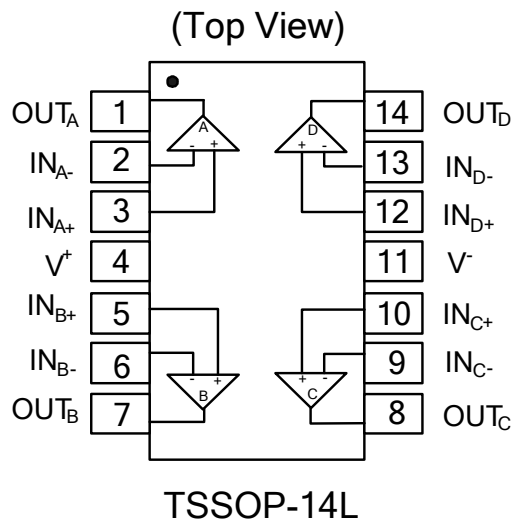 (Top View)
OUTA 1 A D 14 OUTD
- + + -
INA- 2 13 IND-
INA+ 3 12 IND+
V+ 4 11 V-
INB+ 5 10 INC+
INB- 6 9 INC-
- + + -
OUTB 7 B C 8 OUTC
TSSOP-14L